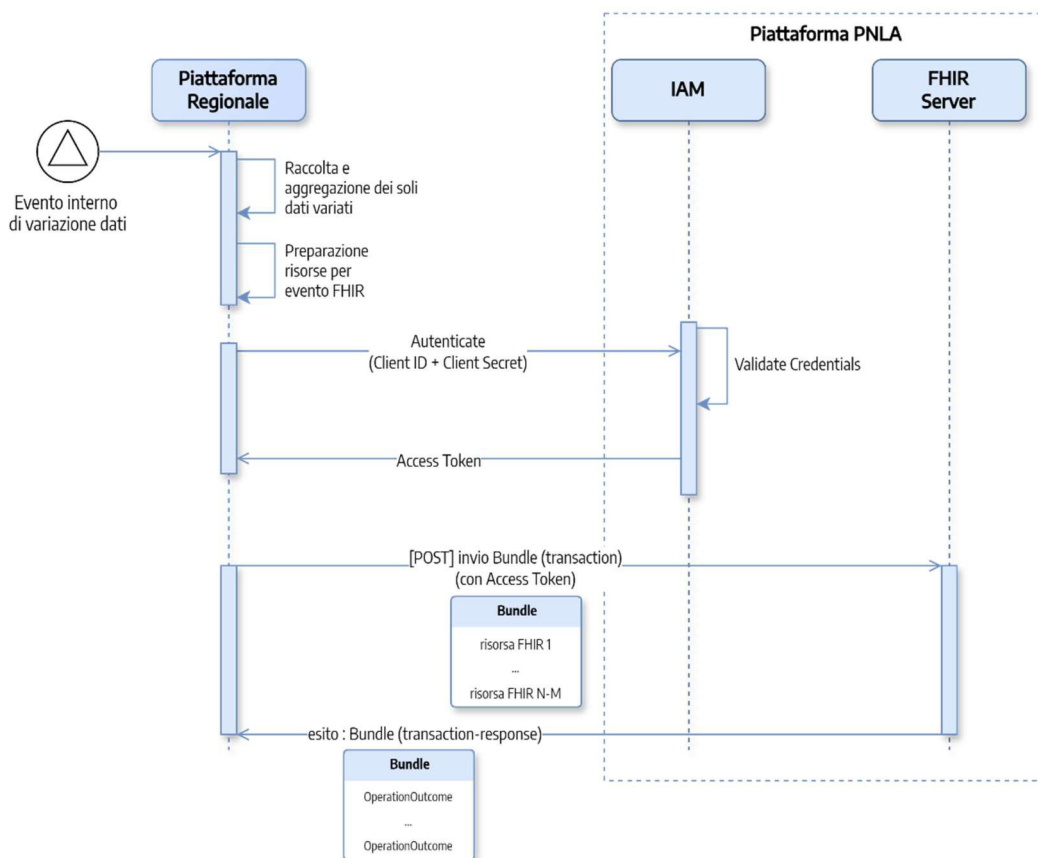 Piattaforma PNLA
Piattaforma
Regionale
IAM
FHIR
Server
Evento interno
di variazione dati
Raccolta e
aggregazione dei soli
dati variati
Preparazione
risorse per
evento FHIR
Autenticate
(Client ID + Client Secret)
Validate Credentials
Access Token
[POST] invio Bundle (transaction)
(con Access Token)
Bundle
risorsa FHIR 1
...
risorsa FHIR N-M
esito : Bundle (transaction-response)
Bundle
OperationOutcome
...
OperationOutcome